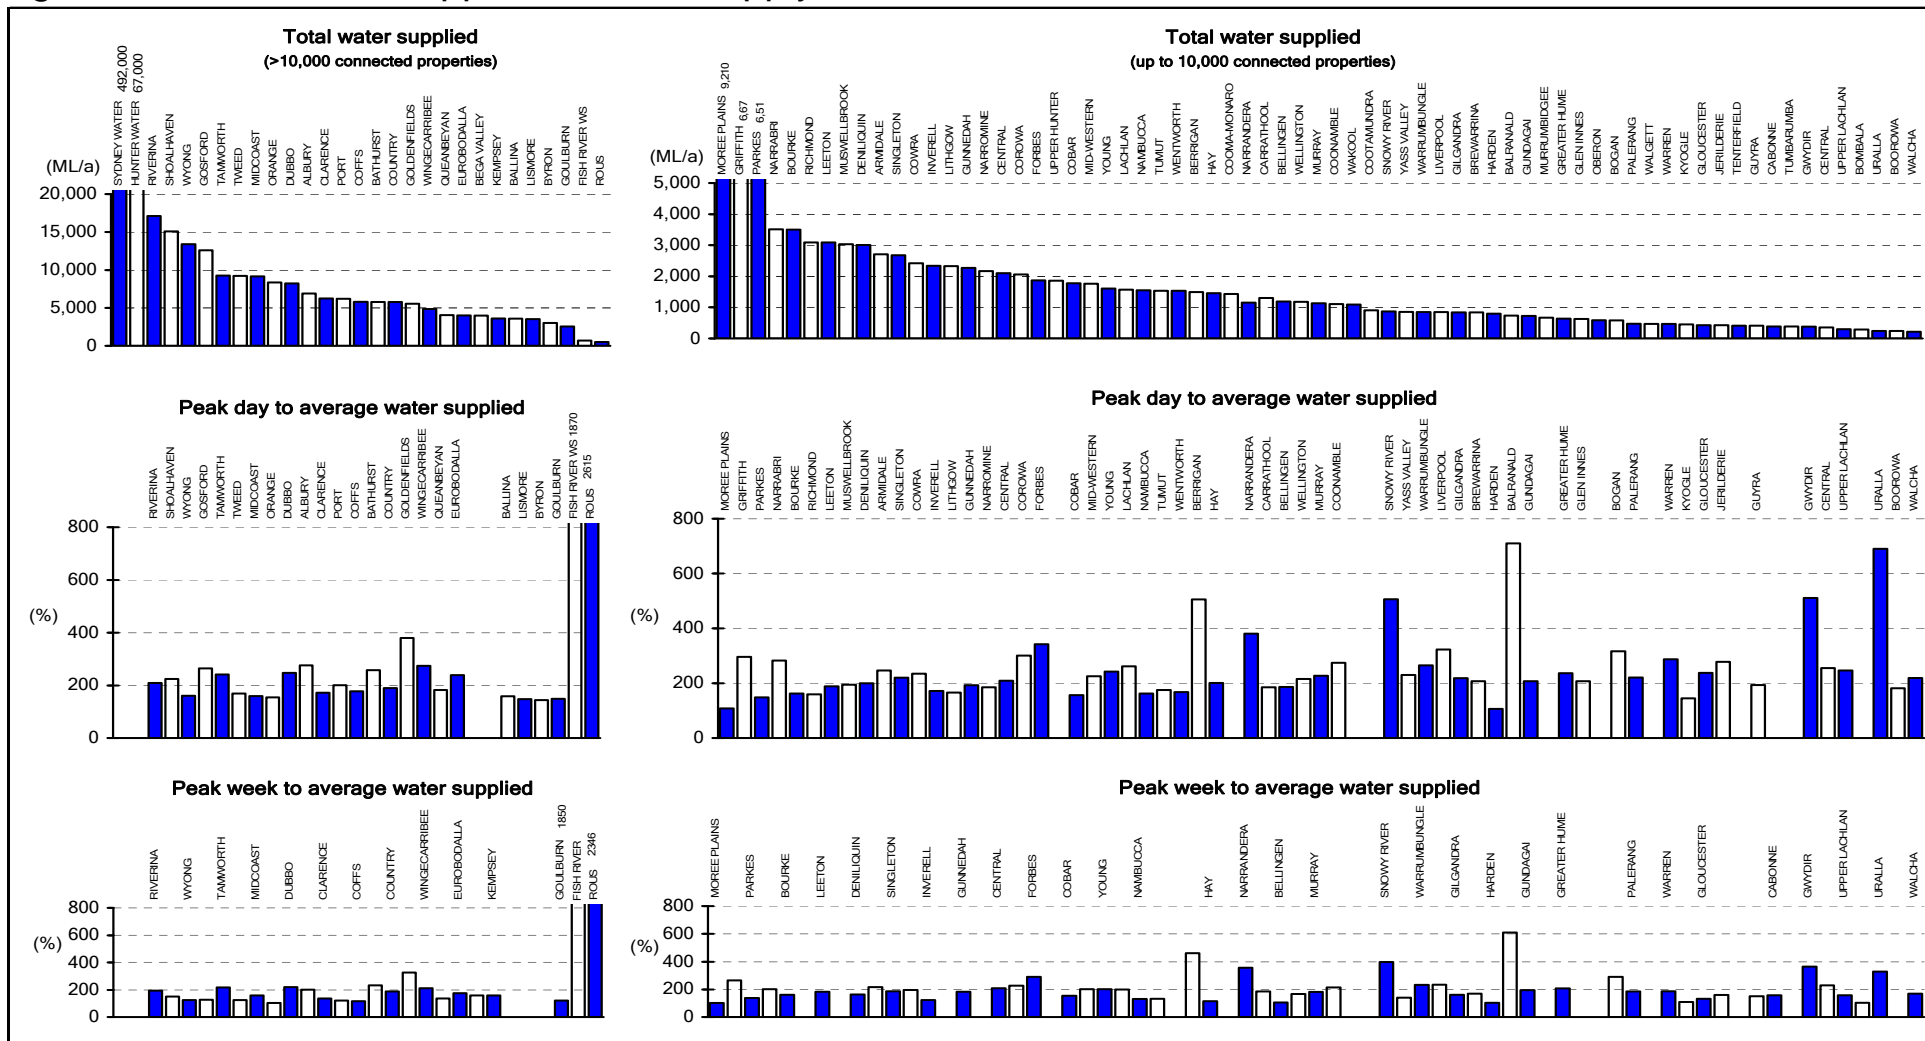 Total water supplied
(>10,000 connected properties)
(ML/a)
SYDNEY WATER 492,000
HUNTER WATER 67,000
RIVERINA
SHOALHAVEN
WYONG
GOSFORD
TAMWORTH
TWEED
MIDCOAST
ORANGE
DUBBO
ALBURY
CLARENCE
PORT
COFFS
BATHURST
COUNTRY
GOLDENFIELDS
WINGECARRIBEE
QUEANBEYAN
EUROBODALLA
BEGA VALLEY
KEMPSEY
BALLINA
LISMORE
BYRON
GOULBURN
FISH RIVER WS
ROUS
20,000
15,000
10,000
5,000
0
Total water supplied
(up to 10,000 connected properties)
(ML/a)
MOREE PLAINS 9,210
GRIFFITH 6,67
PARKES 6,51
NARRABRI
BOURKE
RICHMOND
LEETON
MUSWELLBROOK
DENILIQUIN
ARMIDALE
SINGLETON
COWRA
INVERELL
LITHGOW
GUNNEDAH
NARROMINE
CENTRAL
COROWA
FORBES
UPPER HUNTER
COBAR
MID-WESTERN
YOUNG
LACHLAN
NAMBUCCA
TUMUT
WENTWORTH
BERRIGAN
HAY
COOMA-MONARO
NARRANDERA
CARRATHOOL
BELLINGEN
WELLINGTON
MURRAY
COONAMBLE
WAKOOL
COOTAMUNDRA
SNOWY RIVER
YASS VALLEY
WARRUMBUNGLE
LIVERPOOL
GILGANDRA
BREWARRINA
HARDEN
BALRANALD
GUNDAGAI
MURRUMBIDGEE
GREATER HUME
GLEN INNES
OBERON
BOGAN
PALERANG
WALGETT
WARREN
KYOGLE
GLOUCESTER
JERILDERIE
TENTERFIELD
GUYRA
CABONNE
TUMBARUMBA
GWYDIR
CENTRAL
UPPER LACHLAN
BOMBALA
URALLA
BOOROWA
WALCHA
5,000
4,000
3,000
2,000
1,000
0
Peak day to average water supplied
RIVERINA
SHOALHAVEN
WYONG
GOSFORD
TAMWORTH
TWEED
MIDCOAST
ORANGE
DUBBO
ALBURY
CLARENCE
PORT
COFFS
BATHURST
COUNTRY
GOLDENFIELDS
WINGECARRIBEE
QUEANBEYAN
EUROBODALLA
BALLINA
LISMORE
BYRON
GOULBURN
FISH RIVER WS 1870
ROUS 2615
800
600
(%)
400
200
0
Peak day to average water supplied
MOREE PLAINS
GRIFFITH
PARKES
NARRABRI
BOURKE
RICHMOND
LEETON
MUSWELLBROOK
DENILIQUIN
ARMIDALE
SINGLETON
COWRA
INVERELL
LITHGOW
GUNNEDAH
NARROMINE
CENTRAL
COROWA
FORBES
COBAR
MID-WESTERN
YOUNG
LACHLAN
NAMBUCCA
TUMUT
WENTWORTH
BERRIGAN
HAY
NARRANDERA
CARRATHOOL
BELLINGEN
WELLINGTON
MURRAY
COONAMBLE
SNOWY RIVER
YASS VALLEY
WARRUMBUNGLE
LIVERPOOL
GILGANDRA
BREWARRINA
HARDEN
BALRANALD
GUNDAGAI
GREATER HUME
GLEN INNES
BOGAN
PALERANG
WARREN
KYOGLE
GLOUCESTER
JERILDERIE
GUYRA
GWYDIR
CENTRAL
UPPER LACHLAN
URALLA
BOOROWA
WALCHA
800
600
(%)
400
200
0
Peak week to average water supplied
RIVERINA
WYONG
TAMWORTH
MIDCOAST
DUBBO
CLARENCE
COFFS
COUNTRY
WINGECARRIBEE
EUROBODALLA
KEMPSEY
GOULBURN 1850
FISH RIVER
ROUS 2346
800
600
(%)
400
200
0
Peak week to average water supplied
MOREE PLAINS
PARKES
BOURKE
LEETON
DENILIQUIN
SINGLETON
INVERELL
GUNNEDAH
CENTRAL
FORBES
COBAR
YOUNG
NAMBUCCA
HAY
NARRANDERA
BELLINGEN
MURRAY
SNOWY RIVER
WARRUMBUNGLE
GILGANDRA
HARDEN
GUNDAGAI
GREATER HUME
PALERANG
WARREN
GLOUCESTER
CABONNE
GWYDIR
UPPER LACHLAN
URALLA
WALCHA
800
600
(%)
400
200
0